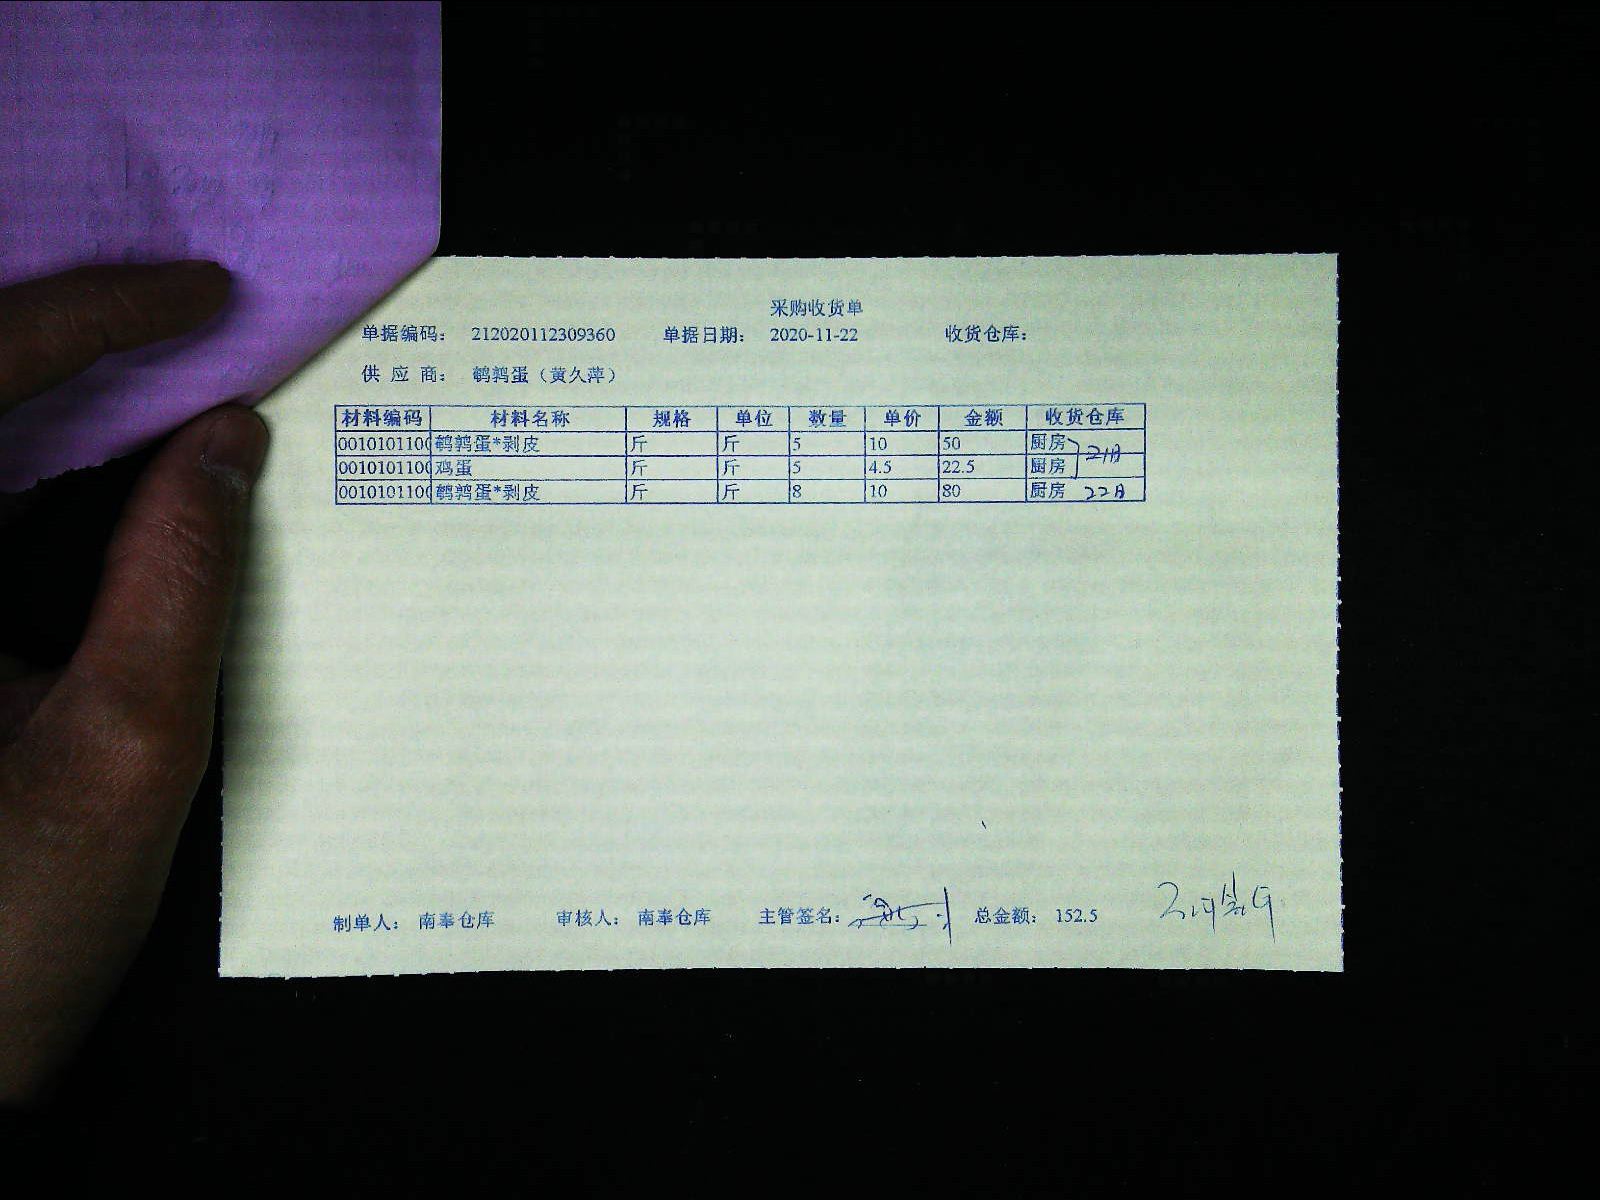 采购收货单
单据编码： 212020112309360 单据日期： 2020-11-22 收货仓库：
供 应 商： 鹌鹑蛋（黄久萍）
材料编码 材料名称 规格 单位 数量 单价 金额 收货仓库
0010101100 鹌鹑蛋*剥皮 斤 斤 5 10 50 厨房
0010101100 鸡蛋 斤 斤 5 4.5 22.5 厨房 21日
0010101100 鹌鹑蛋*剥皮 斤 斤 8 10 80 厨房 22日
制单人： 南奉仓库 审核人： 南奉仓库 主管签名： 总金额： 152.5